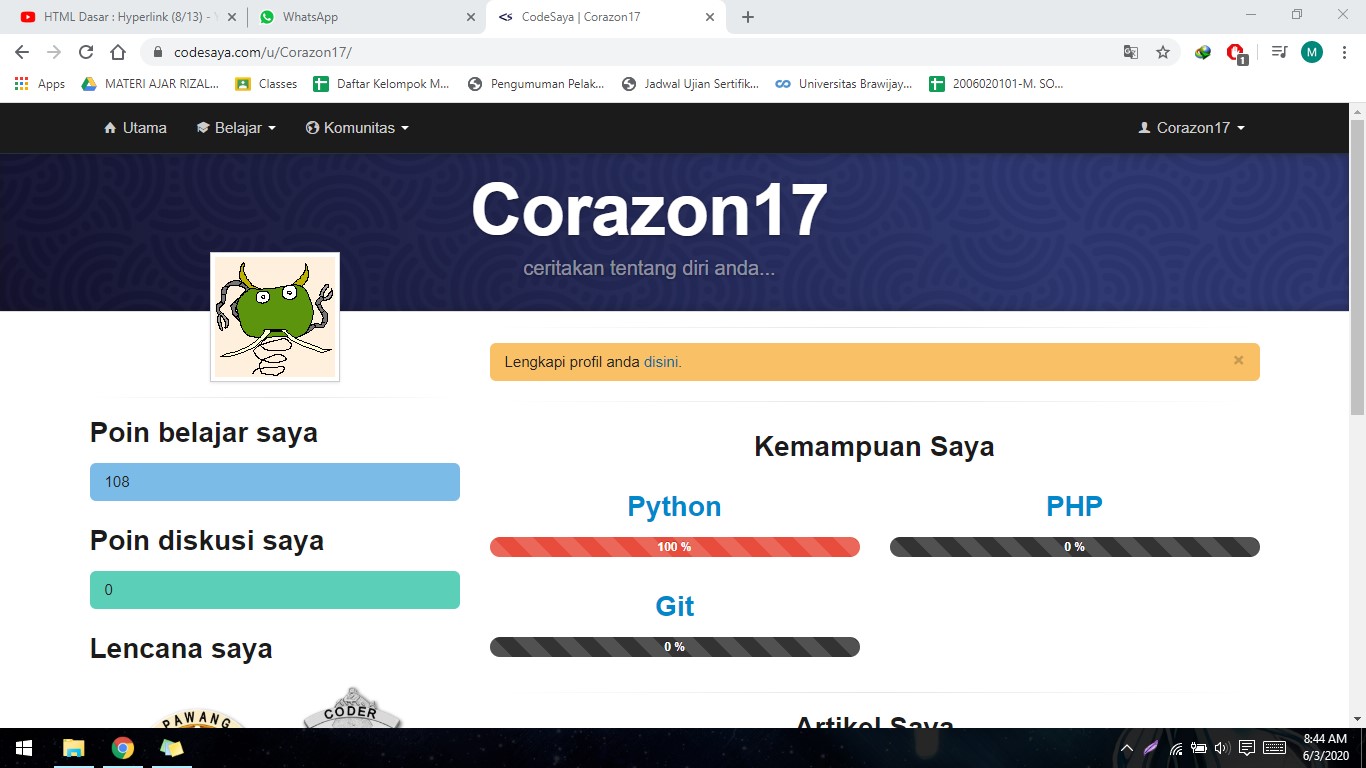 HTML Dasar : Hyperlink (8/13) -
WhatsApp
CodeSaya | Corazon17
codesaya.com/u/Corazon17/
1
M
Apps
MATERI AJAR RIZAL...
Classes
Daftar Kelompok M...
Pengumuman Pelak...
Jadwal Ujian Sertifik...
Universitas Brawijay...
2006020101-M. SO...
Utama
Belajar
Komunitas
Corazon17
Corazon17
ceritakan tentang diri anda...
Lengkapi profil anda disini.
Poin belajar saya
108
Poin diskusi saya
0
Lencana saya
PAWANG
CODER
Kemampuan Saya
Python
100 %
PHP
0 %
Git
0 %
Artikel Saya
8:44 AM
6/3/2020